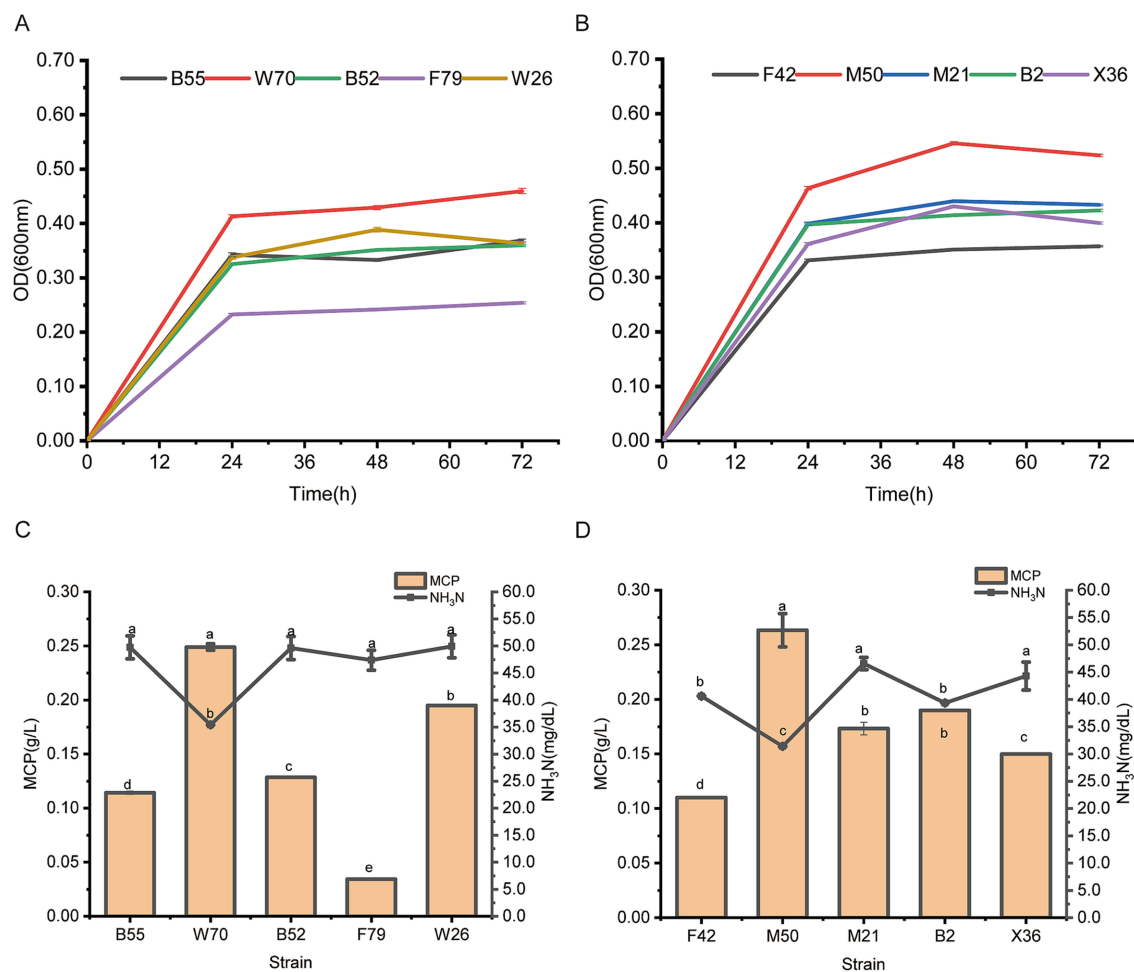 A
B55 W70 B52 F79 W26
0.70
0.60
0.50
0.40
0.30
0.20
0.10
0.00
OD(600nm)
0 12 24 36 48 60 72
Time(h)
B
F42 M50 M21 B2 X36
0.70
0.60
0.50
0.40
0.30
0.20
0.10
0.00
OD(600nm)
0 12 24 36 48 60 72
Time(h)
C
MCP
NH₃N
0.30
0.25
0.20
0.15
0.10
0.05
0.00
MCP(g/L)
60.0
55.0
50.0
45.0
40.0
35.0
30.0
25.0
20.0
15.0
10.0
5.0
0.0
NH₃N(mg/dL)
a a a a a
b b
d c
e
B55 W70 B52 F79 W26
Strain
D
MCP
NH₃N
0.30
0.25
0.20
0.15
0.10
0.05
0.00
MCP(g/L)
60.0
55.0
50.0
45.0
40.0
35.0
30.0
25.0
20.0
15.0
10.0
5.0
0.0
NH₃N(mg/dL)
a
a a
b b
b
c b c
d
F42 M50 M21 B2 X36
Strain